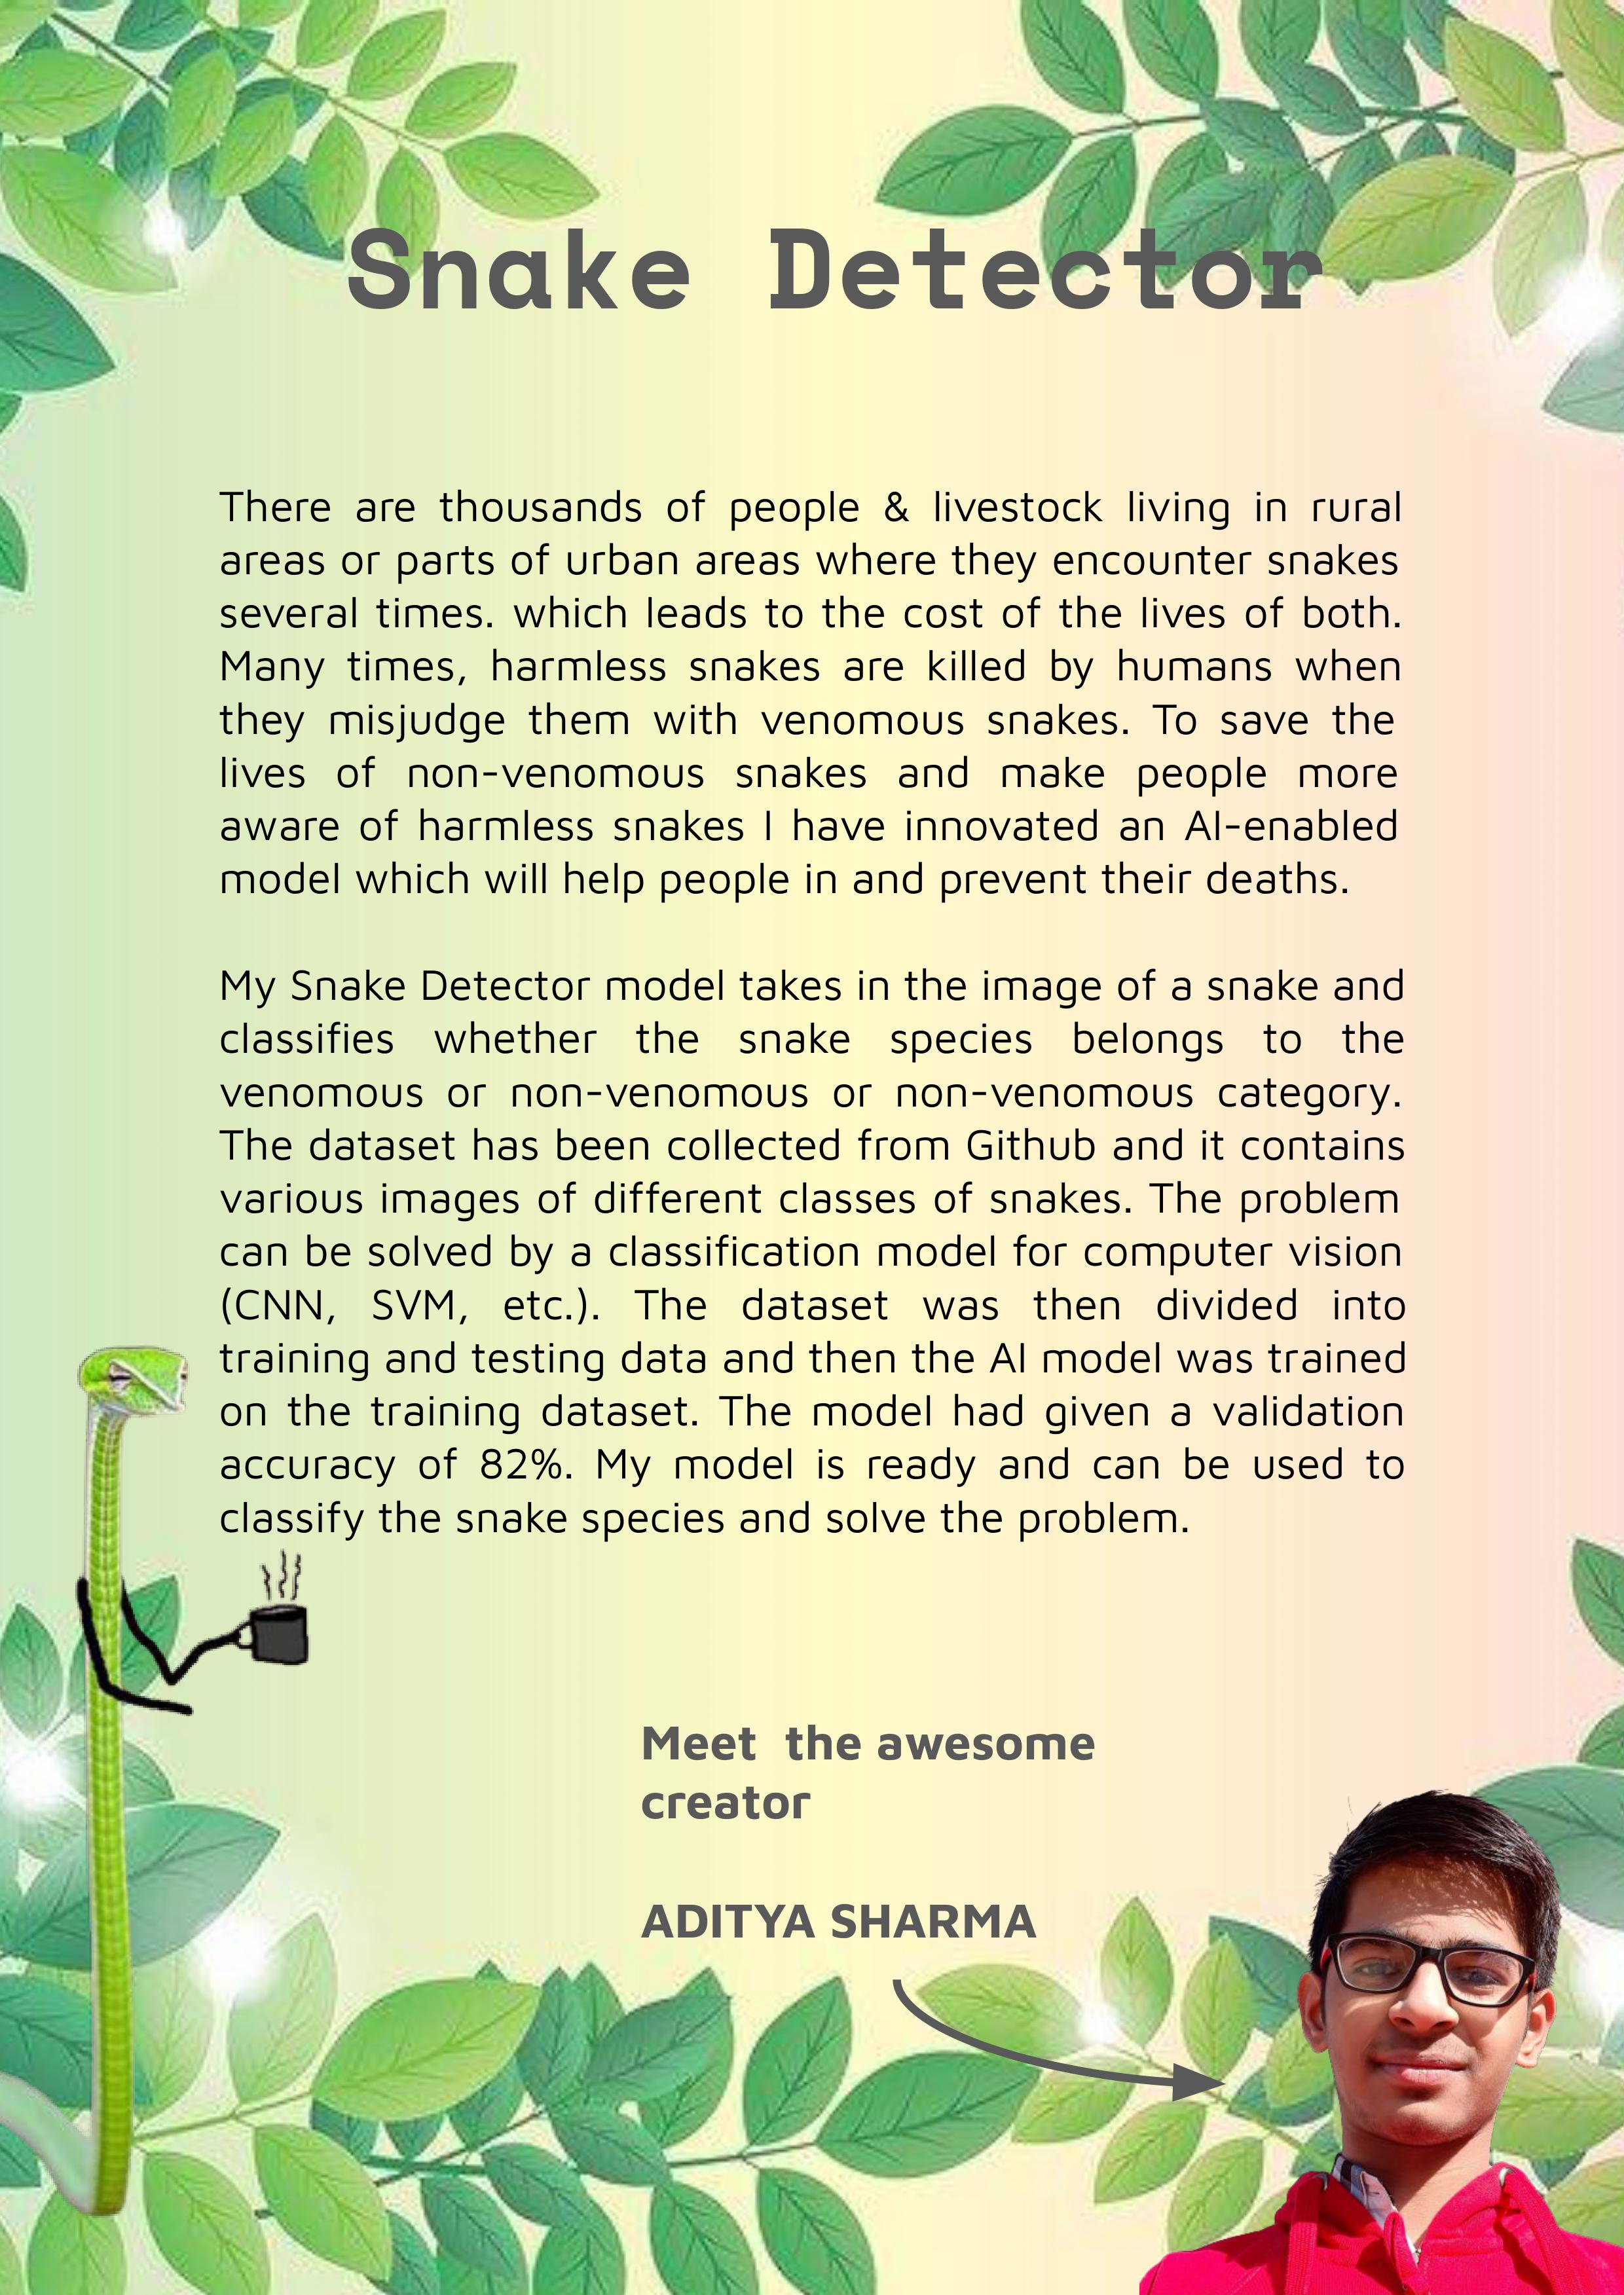 Snake Detector
There are thousands of people & livestock living in rural
areas or parts of urban areas where they encounter snakes
several times. which leads to the cost of the lives of both.
Many times, harmless snakes are killed by humans when
they misjudge them with venomous snakes. To save the
lives of non-venomous snakes and make people more
aware of harmless snakes I have innovated an AI-enabled
model which will help people in and prevent their deaths.
My Snake Detector model takes in the image of a snake and
classifies whether the snake species belongs to the
venomous or non-venomous or non-venomous category.
The dataset has been collected from Github and it contains
various images of different classes of snakes. The problem
can be solved by a classification model for computer vision
(CNN, SVM, etc.). The dataset was then divided into
training and testing data and then the AI model was trained
on the training dataset. The model had given a validation
accuracy of 82%. My model is ready and can be used to
classify the snake species and solve the problem.
Meet the awesome
creator
ADITYA SHARMA